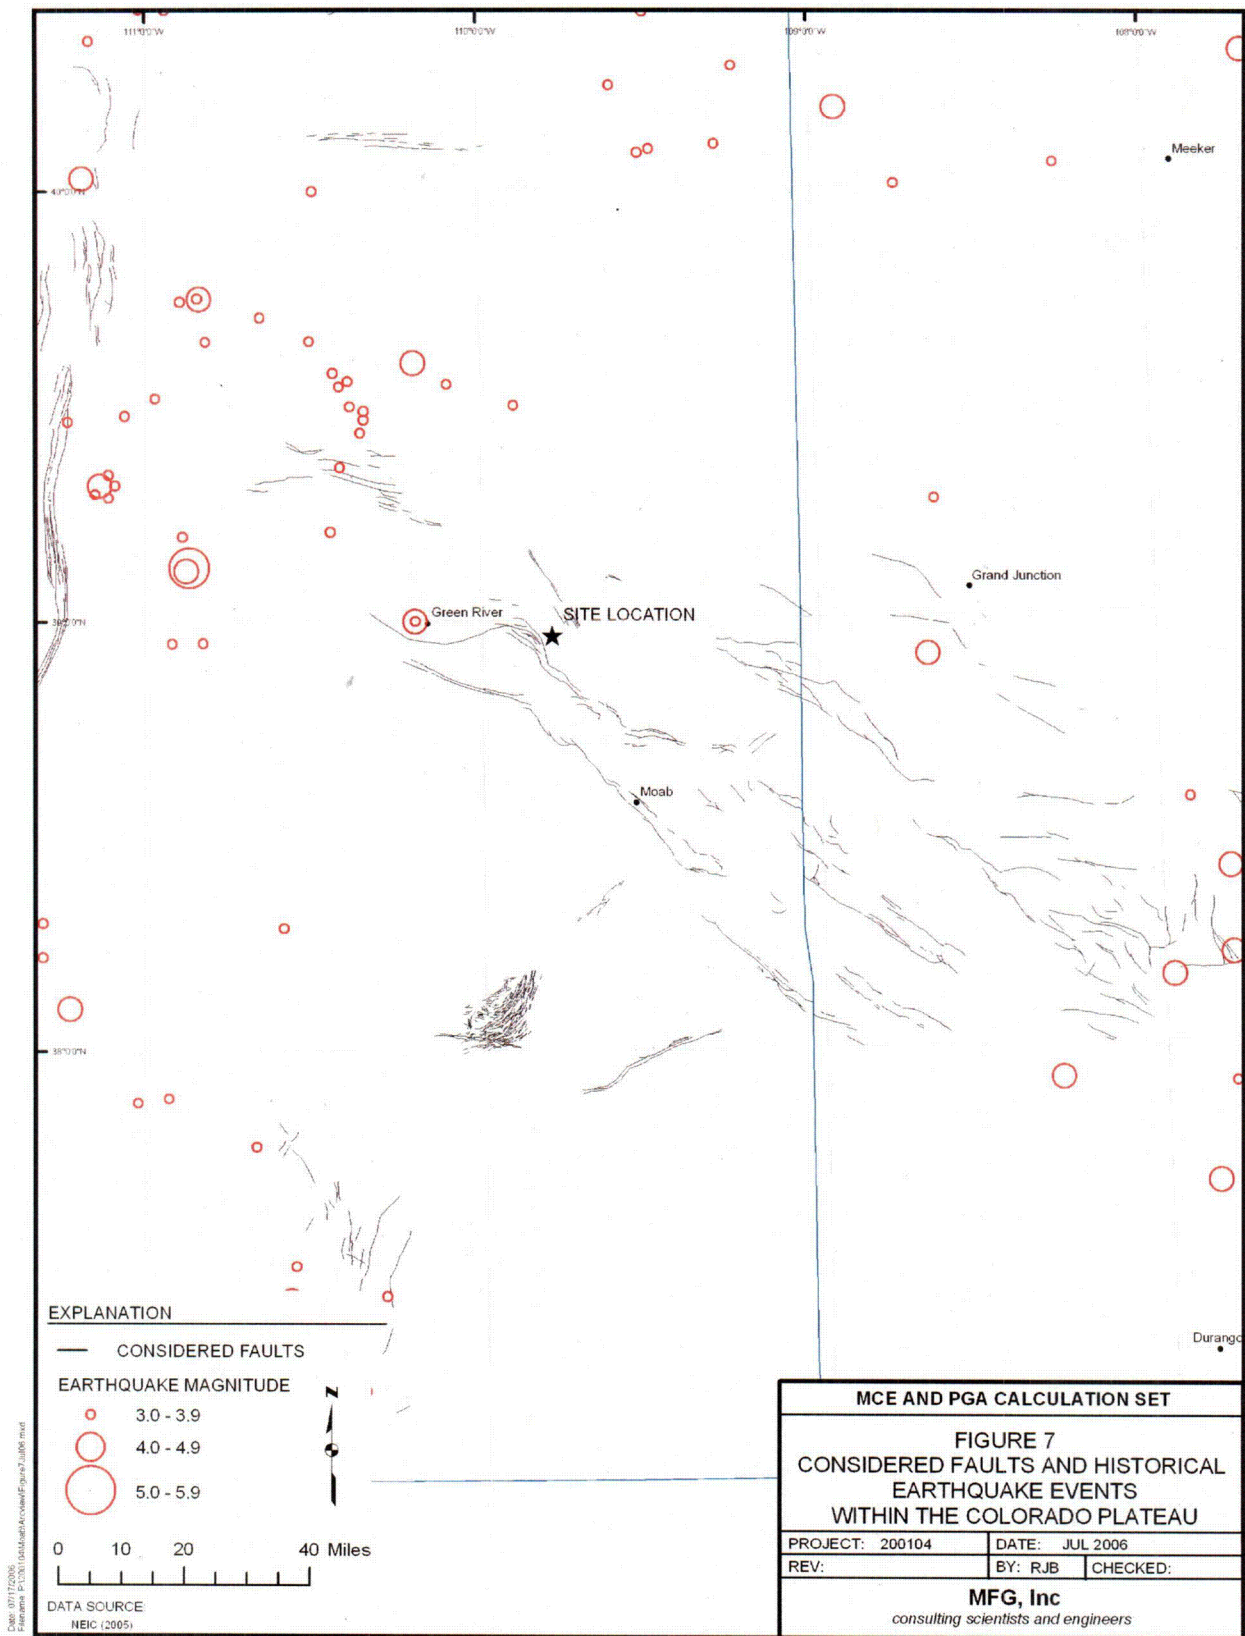 111°0'0"W
110°0'0"W
109°0'0"W
108°0'0"W
Meeker
40°0'0"N
Grand Junction
Green River
SITE LOCATION
39°0'0"N
Moab
38°0'0"N
Durango
EXPLANATION
CONSIDERED FAULTS
EARTHQUAKE MAGNITUDE
3.0 - 3.9
4.0 - 4.9
5.0 - 5.9
N
0 10 20 40 Miles
DATA SOURCE:
NEIC (2005)
MCE AND PGA CALCULATION SET
FIGURE 7
CONSIDERED FAULTS AND HISTORICAL
EARTHQUAKE EVENTS
WITHIN THE COLORADO PLATEAU
PROJECT: 200104 DATE: JUL 2006
REV: BY: RJB CHECKED:
MFG, Inc
consulting scientists and engineers
Date: 07/17/2006